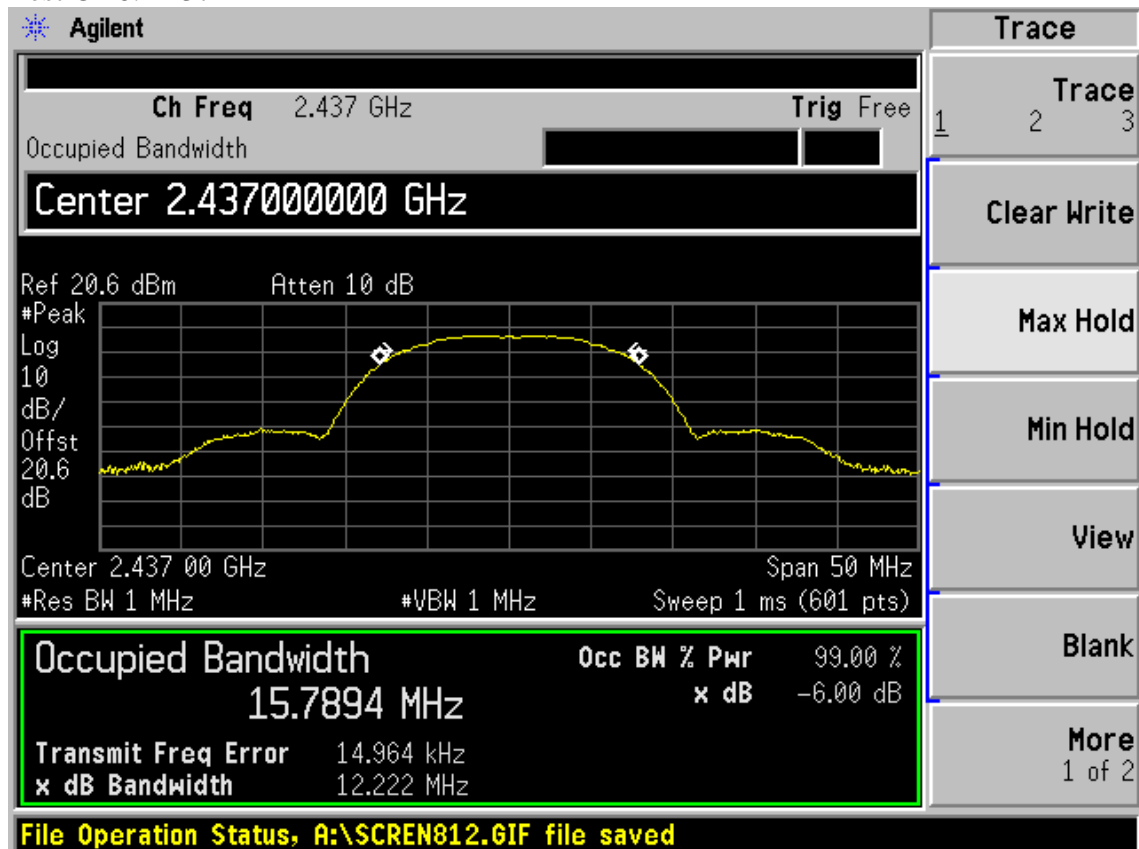 Agilent
Trace
Ch Freq 2.437 GHz Trig Free
Occupied Bandwidth
Center 2.437000000 GHz
Ref 20.6 dBm Atten 10 dB
#Peak
Log
10
dB/
Offst
20.6
dB
Center 2.437 00 GHz Span 50 MHz
#Res BW 1 MHz #VBW 1 MHz Sweep 1 ms (601 pts)
Occupied Bandwidth Occ BW % Pwr 99.00 %
15.7894 MHz x dB -6.00 dB
Transmit Freq Error 14.964 kHz
x dB Bandwidth 12.222 MHz
File Operation Status, A:\SCREN812.GIF file saved
Trace
1 2 3
Clear Write
Max Hold
Min Hold
View
Blank
More
1 of 2